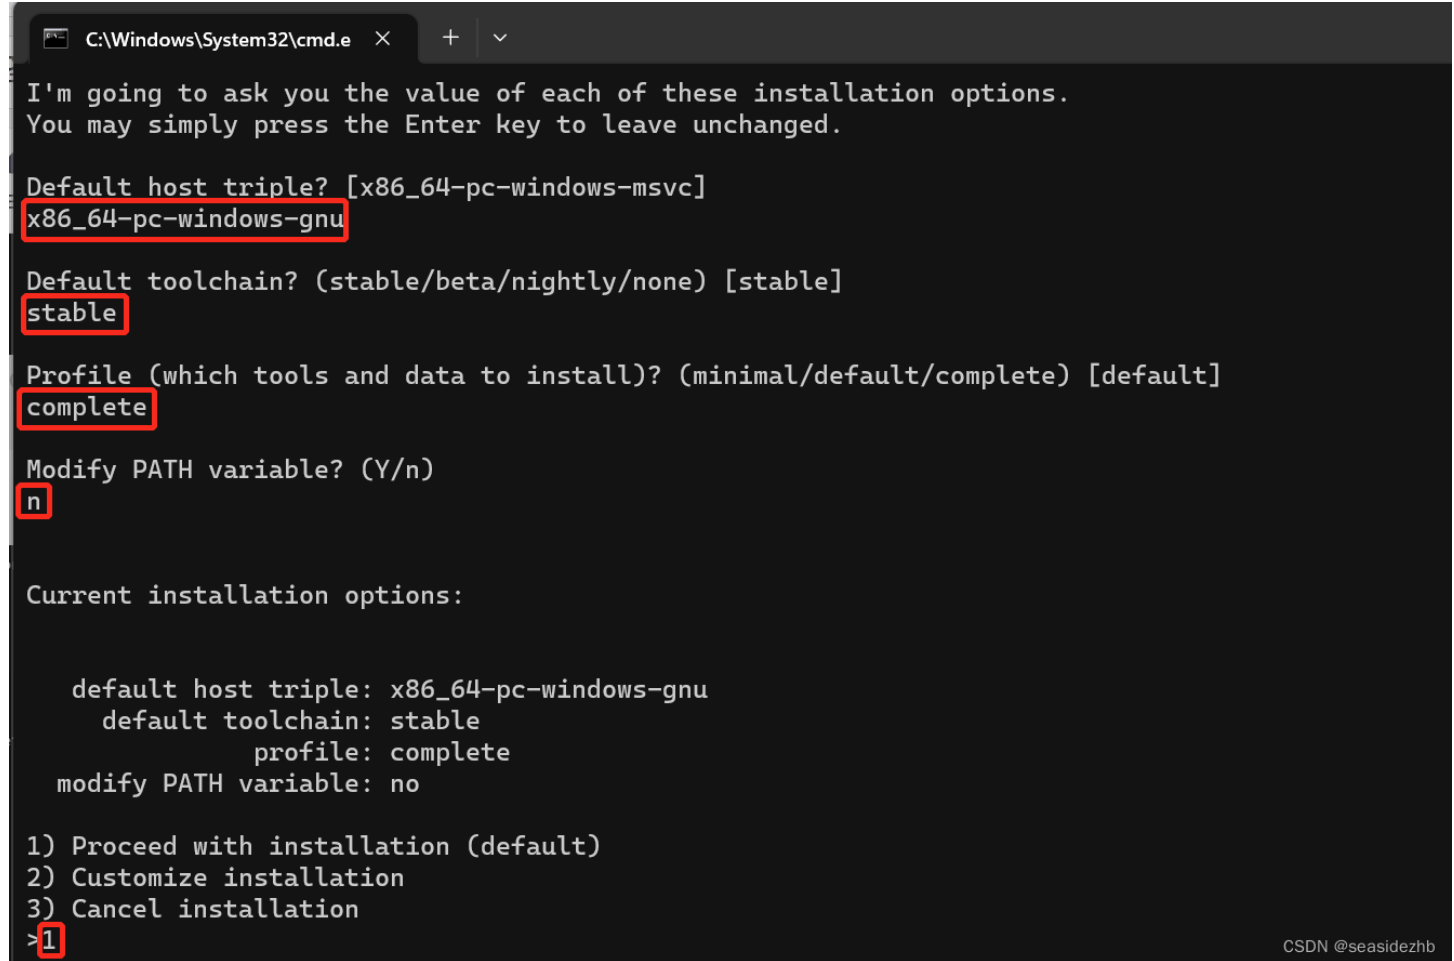 C:\Windows\System32\cmd.e
I'm going to ask you the value of each of these installation options.
You may simply press the Enter key to leave unchanged.
Default host triple? [x86_64-pc-windows-msvc]
x86_64-pc-windows-gnu
Default toolchain? (stable/beta/nightly/none) [stable]
stable
Profile (which tools and data to install)? (minimal/default/complete) [default]
complete
Modify PATH variable? (Y/n)
n
Current installation options:
default host triple: x86_64-pc-windows-gnu
default toolchain: stable
profile: complete
modify PATH variable: no
1) Proceed with installation (default)
2) Customize installation
3) Cancel installation
>1
CSDN @seasidezhb